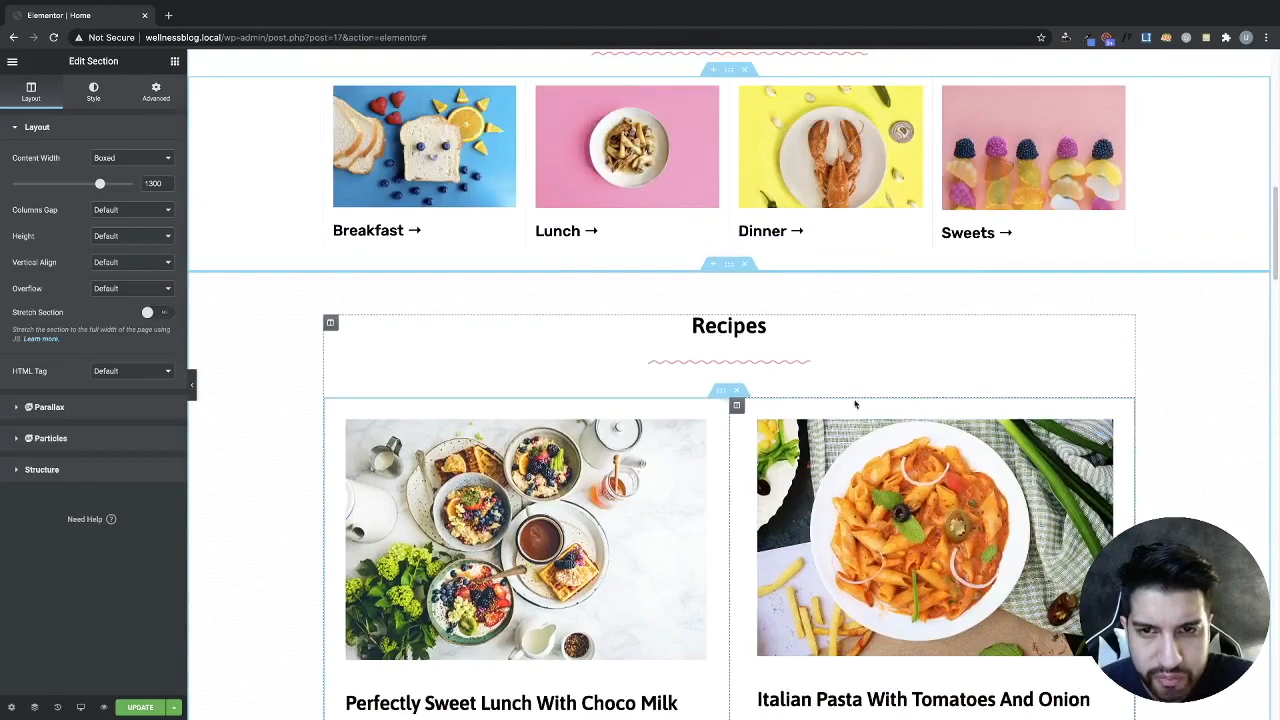 Elementor | Home
Not Secure | wellnessblog.local/wp-admin/post.php?post=17&action=elementor#
Edit Section
Layout
Style
Advanced
Layout
Content Width
Boxed
1300
Columns Gap
Default
Height
Default
Vertical Align
Default
Overflow
Default
Stretch Section
Stretch the section to the full width of the page using
JS. Learn more.
HTML Tag
Default
Parallax
Particles
Structure
Need Help
UPDATE
Breakfast →
Lunch →
Dinner →
Sweets →
Recipes
Perfectly Sweet Lunch With Choco Milk
Italian Pasta With Tomatoes And Onion